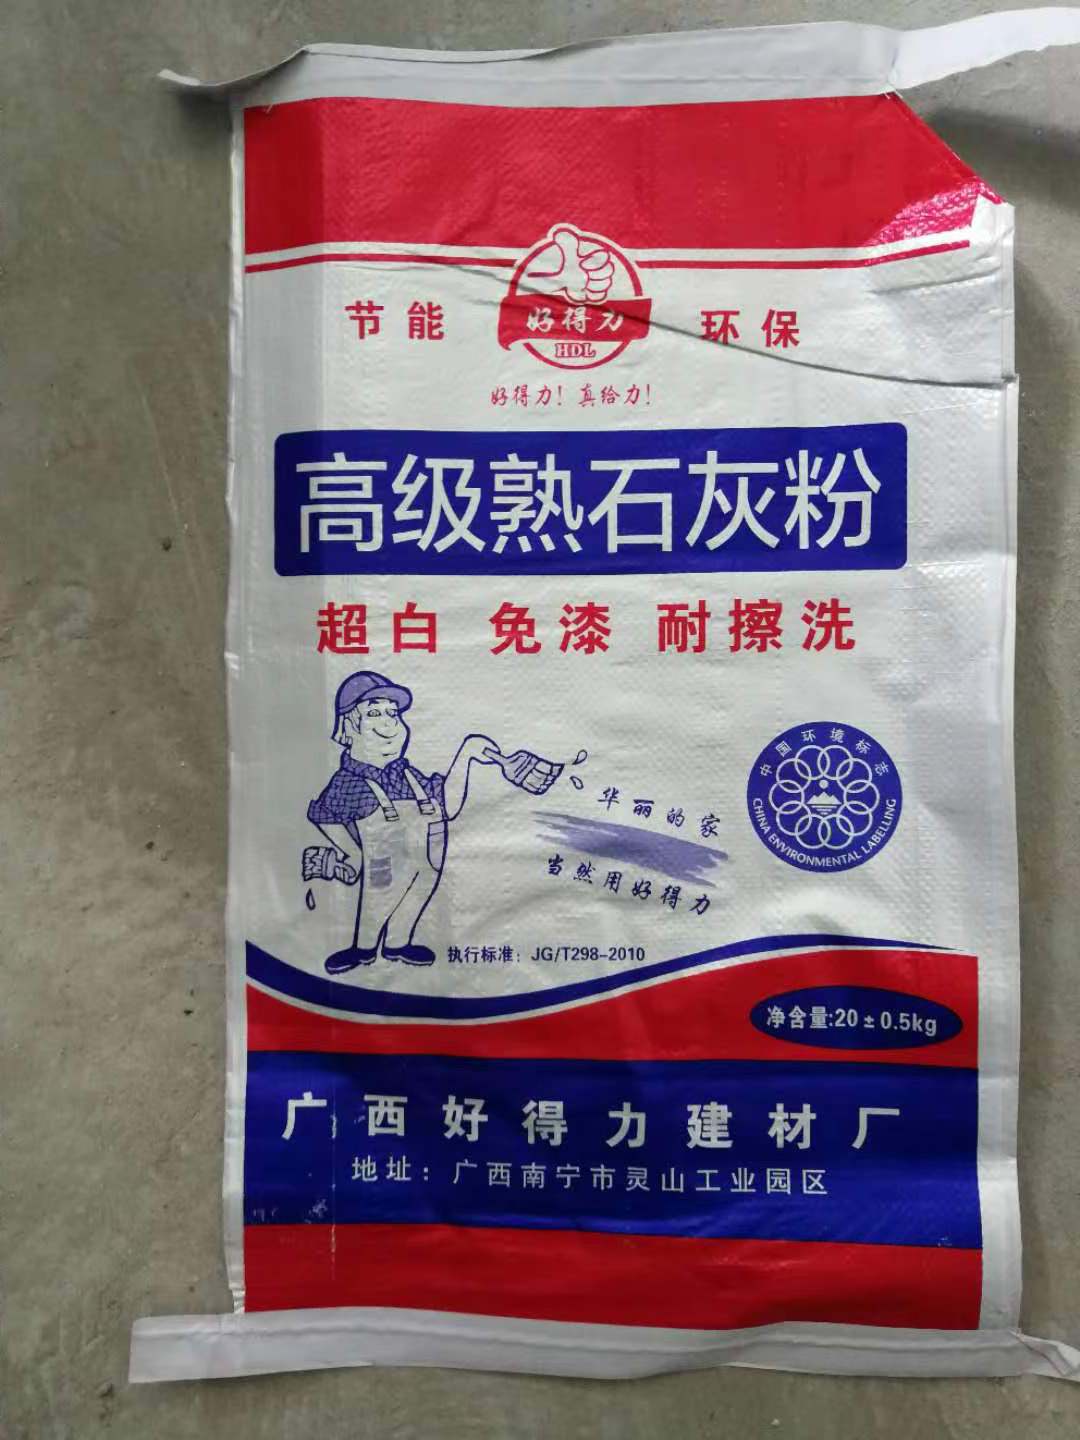 节能
好得力
HDL
环保
好得力！真给力！
高级熟石灰粉
超白 免漆 耐擦洗
华丽的家
当然用好得力
中国环境标志
CHINA ENVIRONMENTAL LABELLING
执行标准：JG/T298-2010
净含量:20±0.5kg
广西好得力建材厂
地址：广西南宁市灵山工业园区